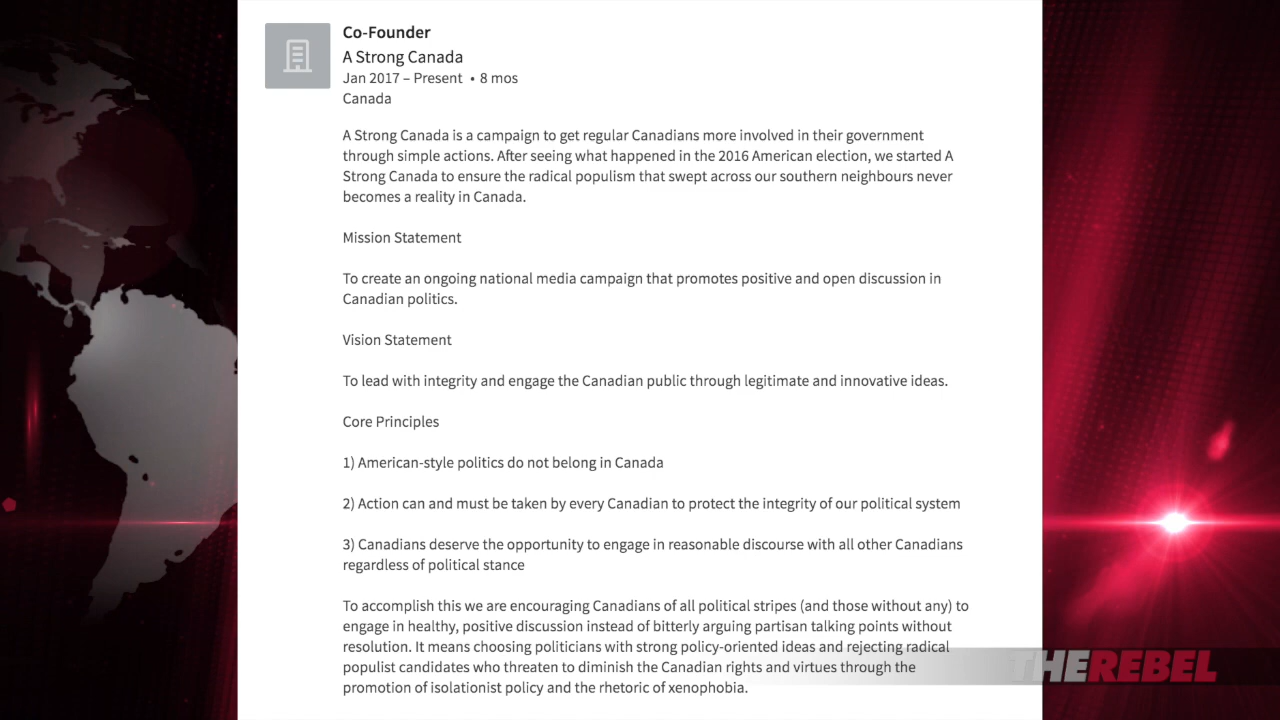 Co-Founder
A Strong Canada
Jan 2017 – Present • 8 mos
Canada
A Strong Canada is a campaign to get regular Canadians more involved in their government
through simple actions. After seeing what happened in the 2016 American election, we started A
Strong Canada to ensure the radical populism that swept across our southern neighbours never
becomes a reality in Canada.
Mission Statement
To create an ongoing national media campaign that promotes positive and open discussion in
Canadian politics.
Vision Statement
To lead with integrity and engage the Canadian public through legitimate and innovative ideas.
Core Principles
1) American-style politics do not belong in Canada
2) Action can and must be taken by every Canadian to protect the integrity of our political system
3) Canadians deserve the opportunity to engage in reasonable discourse with all other Canadians
regardless of political stance
To accomplish this we are encouraging Canadians of all political stripes (and those without any) to
engage in healthy, positive discussion instead of bitterly arguing partisan talking points without
resolution. It means choosing politicians with strong policy-oriented ideas and rejecting radical
populist candidates who threaten to diminish the Canadian rights and virtues through the
promotion of isolationist policy and the rhetoric of xenophobia.
THEREBEL